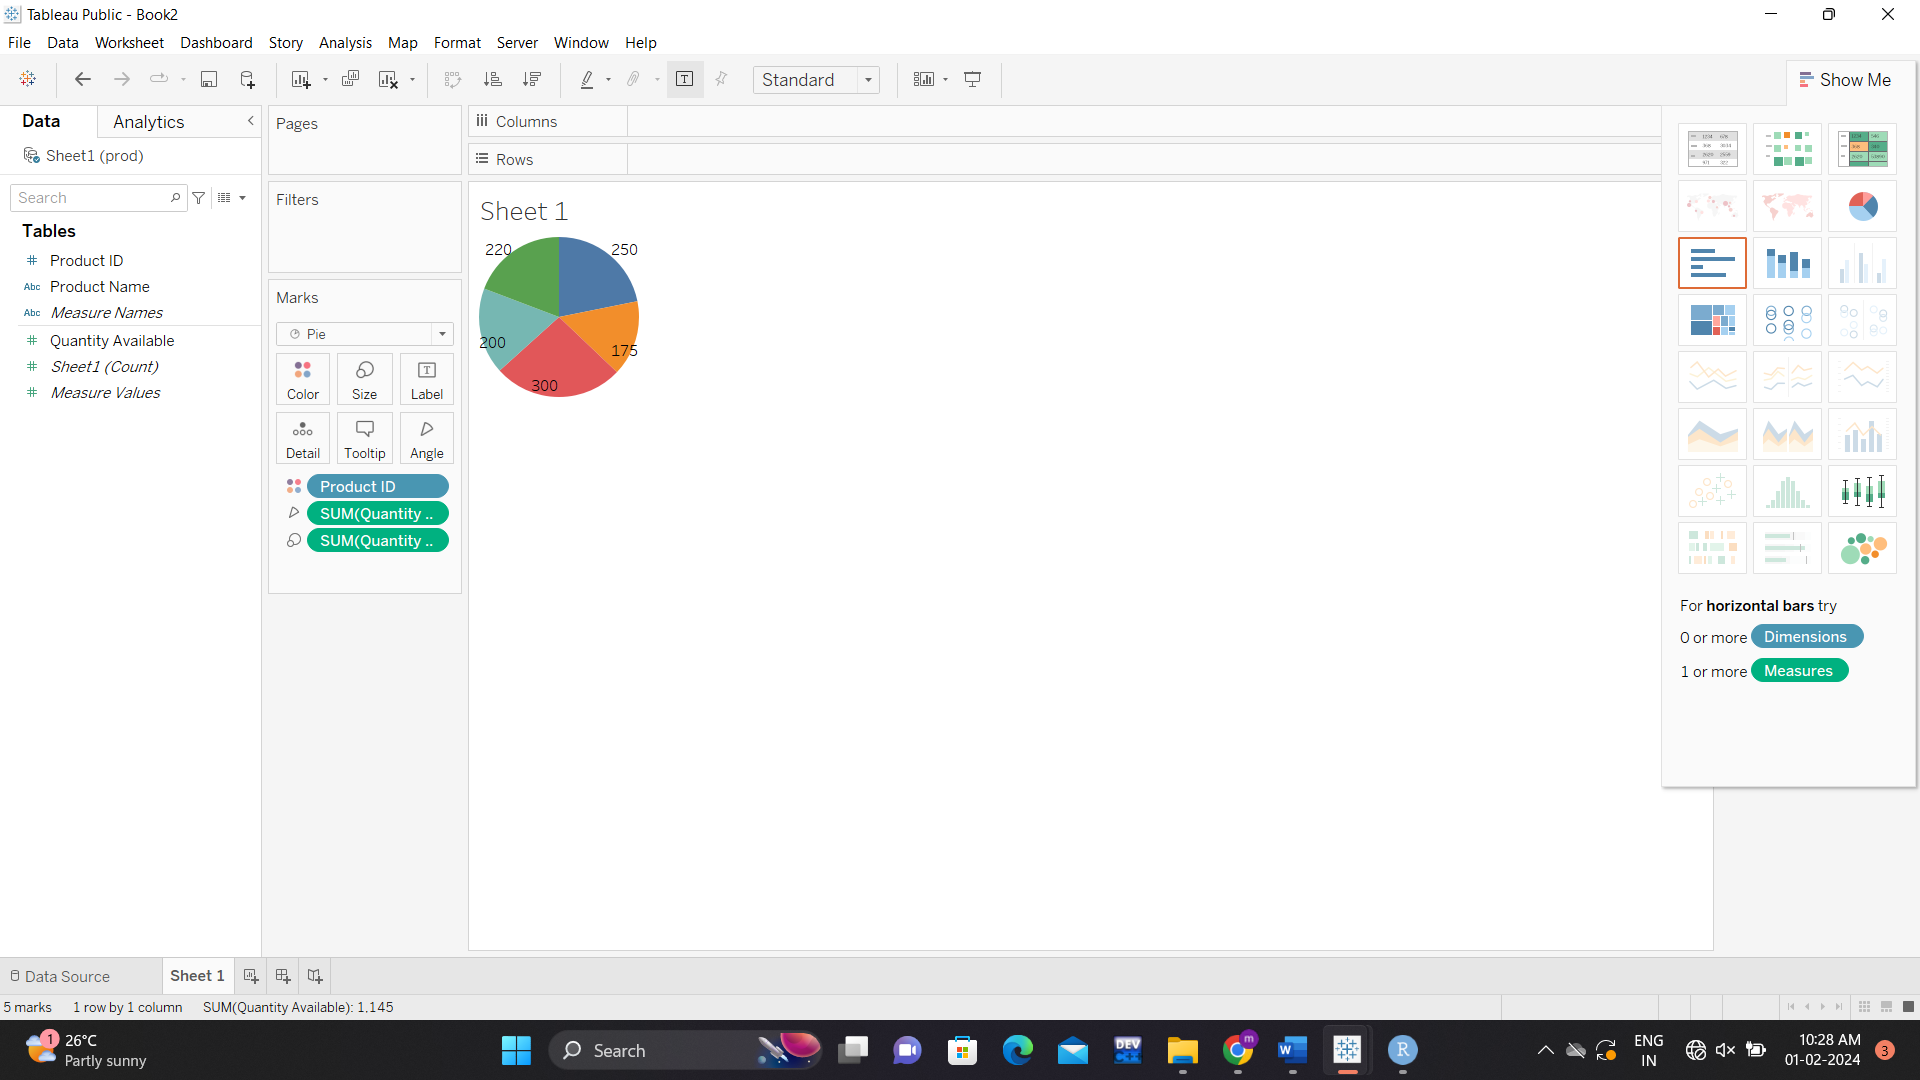 Tableau Public - Book2
File Data Worksheet Dashboard Story Analysis Map Format Server Window Help
Standard
Show Me
Data
Analytics
Sheet1 (prod)
Search
Tables
Product ID
Abc Product Name
Abc Measure Names
Quantity Available
Sheet1 (Count)
Measure Values
Pages
Filters
Marks
Pie
Color
Size
Label
Detail
Tooltip
Angle
Product ID
SUM(Quantity ..
SUM(Quantity ..
Columns
Rows
Sheet 1
220
250
200
175
300
For horizontal bars try
0 or more Dimensions
1 or more Measures
Data Source
Sheet 1
5 marks 1 row by 1 column SUM(Quantity Available): 1,145
1
26°C
Partly sunny
Search
DEV
C++
m
W
R
ENG
IN
10:28 AM
01-02-2024
3